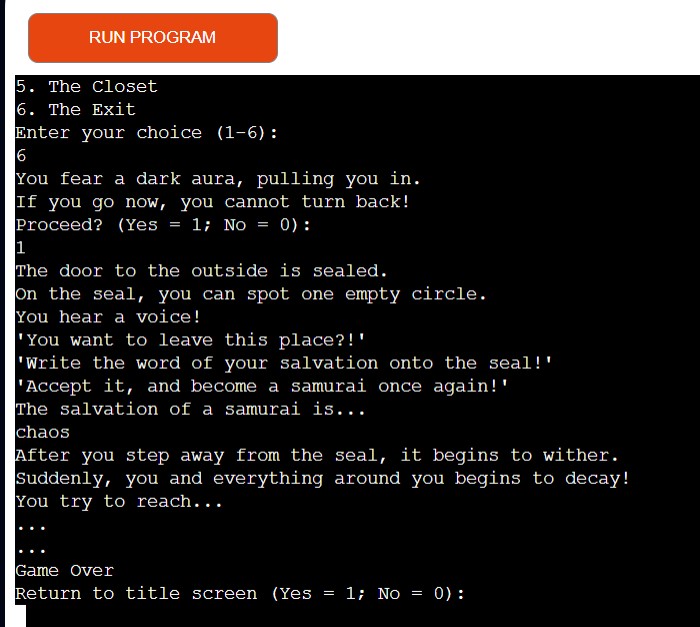 RUN PROGRAM
5. The Closet
6. The Exit
Enter your choice (1-6):
6
You fear a dark aura, pulling you in.
If you go now, you cannot turn back!
Proceed? (Yes = 1; No = 0):
1
The door to the outside is sealed.
On the seal, you can spot one empty circle.
You hear a voice!
'You want to leave this place?!'
'Write the word of your salvation onto the seal!'
'Accept it, and become a samurai once again!'
The salvation of a samurai is...
chaos
After you step away from the seal, it begins to wither.
Suddenly, you and everything around you begins to decay!
You try to reach...
...
...
Game Over
Return to title screen (Yes = 1; No = 0):